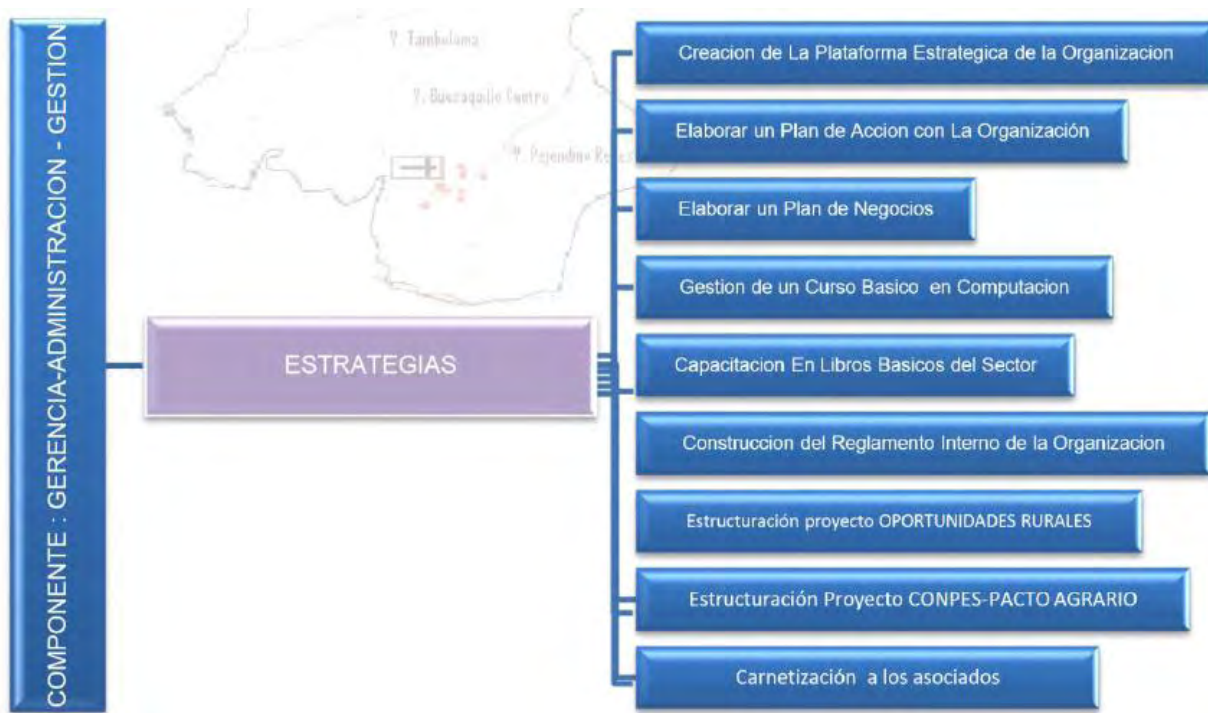 COMPONENTE : GERENCIA-ADMINISTRACION - GESTION
ESTRATEGIAS
Creacion de La Plataforma Estrategica de la Organizacion
Elaborar un Plan de Accion con La Organización
Elaborar un Plan de Negocios
Gestion de un Curso Basico en Computacion
Capacitacion En Libros Basicos del Sector
Construccion del Reglamento Interno de la Organizacion
Estructuración proyecto OPORTUNIDADES RURALES
Estructuración Proyecto CONPES-PACTO AGRARIO
Carnetización a los asociados